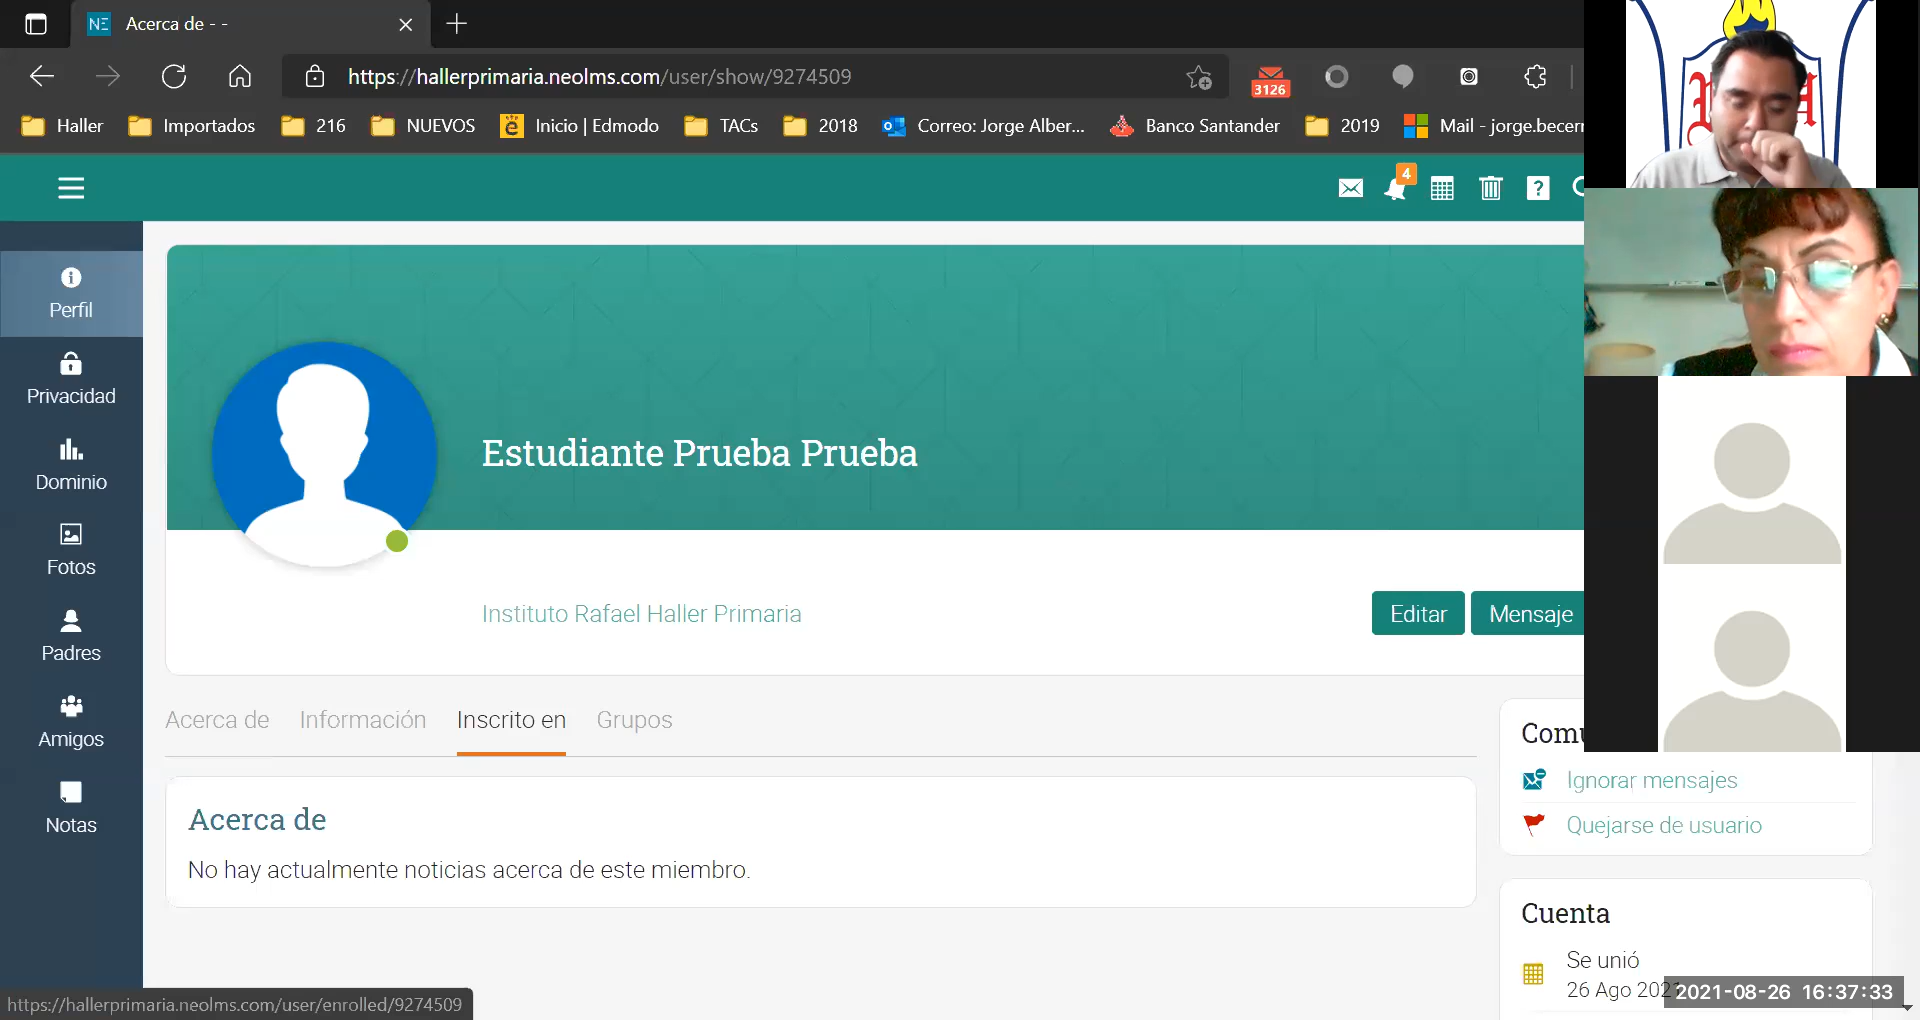 Acerca de - -
https://hallerprimaria.neolms.com/user/show/9274509
3126
Haller
Importados
216
NUEVOS
Inicio | Edmodo
TACs
2018
Correo: Jorge Alber...
Banco Santander
2019
Mail - jorge.becerr
4
Perfil
Privacidad
Dominio
Fotos
Padres
Amigos
Notas
Estudiante Prueba Prueba
Instituto Rafael Haller Primaria
Editar
Mensaje
Acerca de
Información
Inscrito en
Grupos
Acerca de
No hay actualmente noticias acerca de este miembro.
Ignorar mensajes
Quejarse de usuario
Cuenta
Se unió
26 Ago 2021
2021-08-26 16:37:33
https://hallerprimaria.neolms.com/user/enrolled/9274509